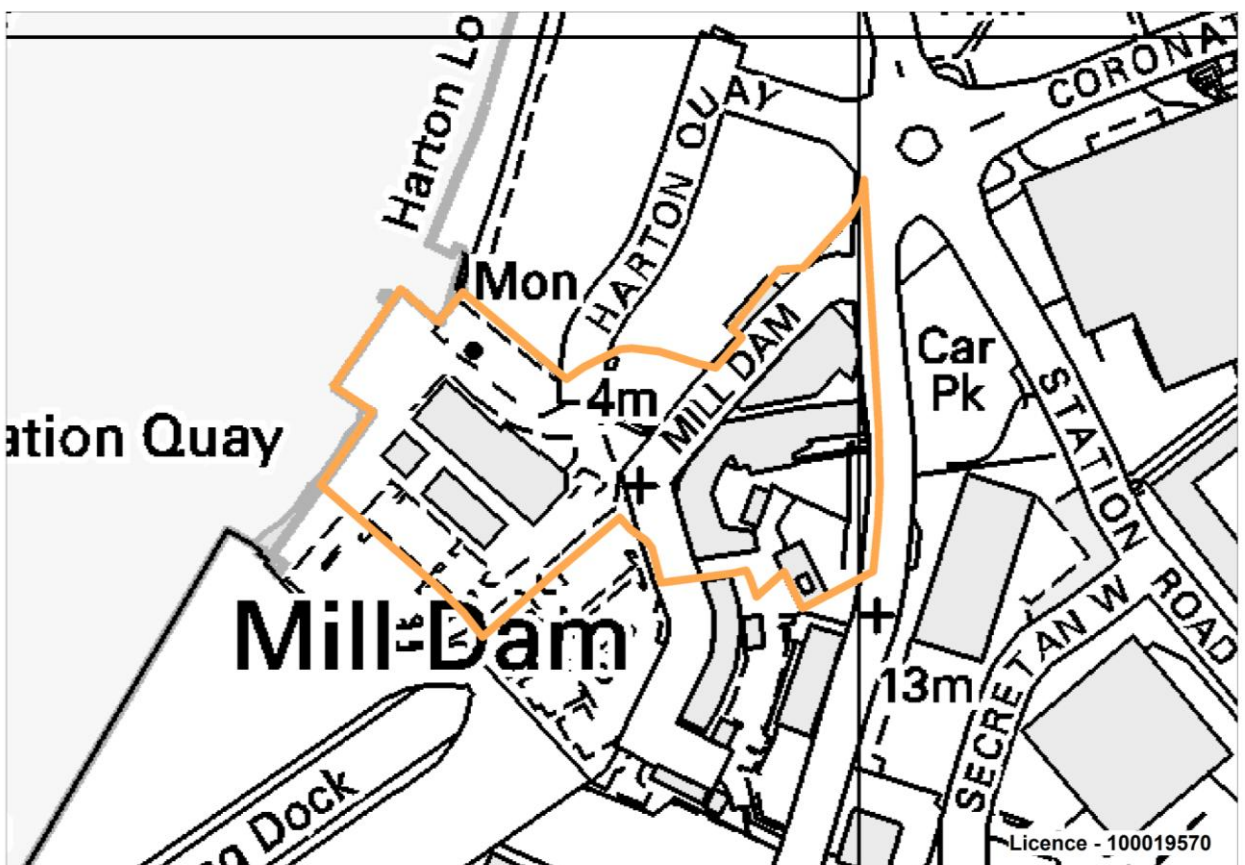 Harton Lo
CORONAT
HARTON QUAY
Mon
MILL DAM
Car
Pk
4m
STATION ROAD
ation Quay
Mill Dam
13m
SECRETAN W
g Dock
Licence - 100019570